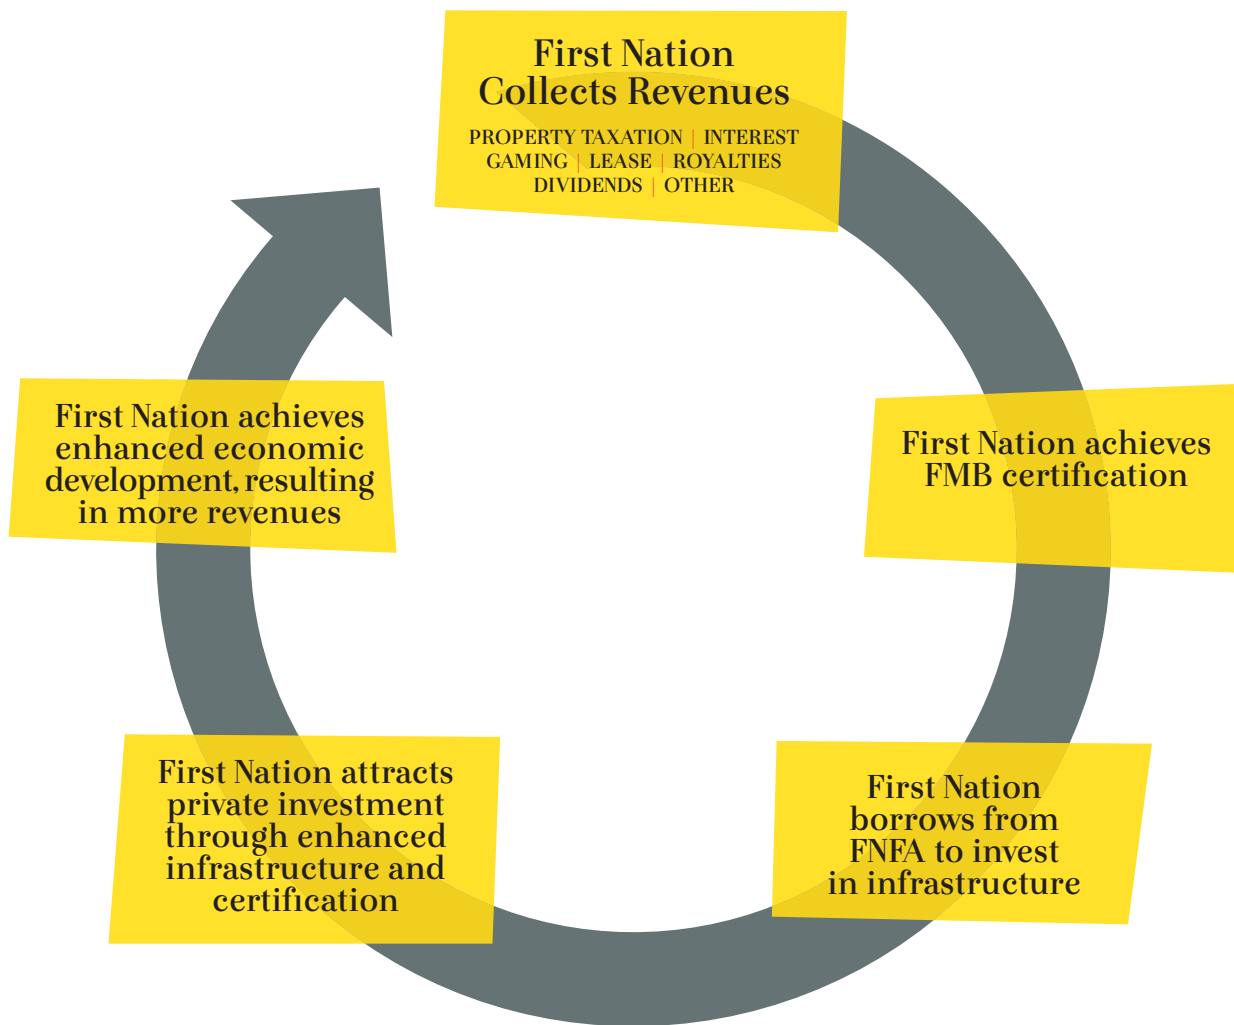 First Nation
Collects Revenues
PROPERTY TAXATION | INTEREST
GAMING | LEASE | ROYALTIES
DIVIDENDS | OTHER
First Nation achieves
FMB certification
First Nation
borrows from
FNFA to invest
in infrastructure
First Nation attracts
private investment
through enhanced
infrastructure and
certification
First Nation achieves
enhanced economic
development, resulting
in more revenues